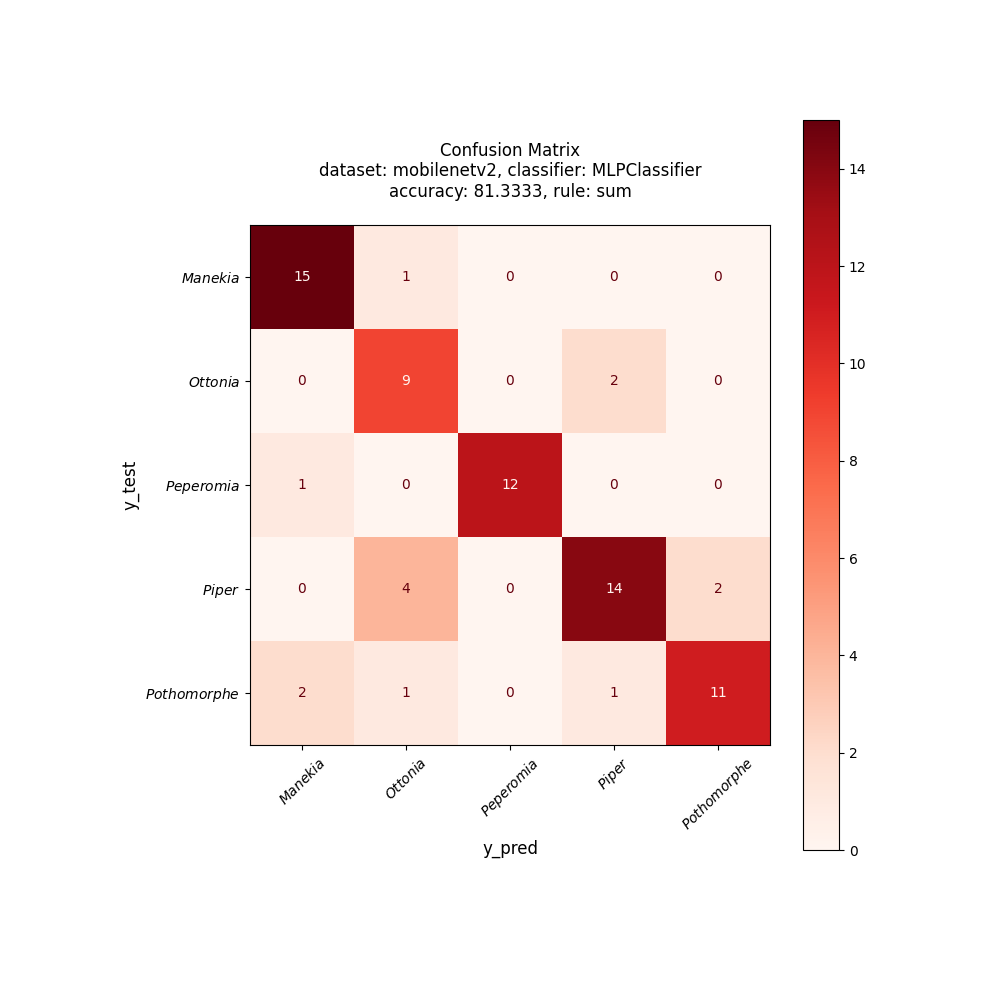 Confusion Matrix
dataset: mobilenetv2, classifier: MLPClassifier
accuracy: 81.3333, rule: sum
Manekia 15 1 0 0 0
Ottonia 0 9 0 2 0
Peperomia 1 0 12 0 0
Piper 0 4 0 14 2
Pothomorphe 2 1 0 1 11
y_test
Manekia Ottonia Peperomia Piper Pothomorphe
y_pred
14
12
10
8
6
4
2
0